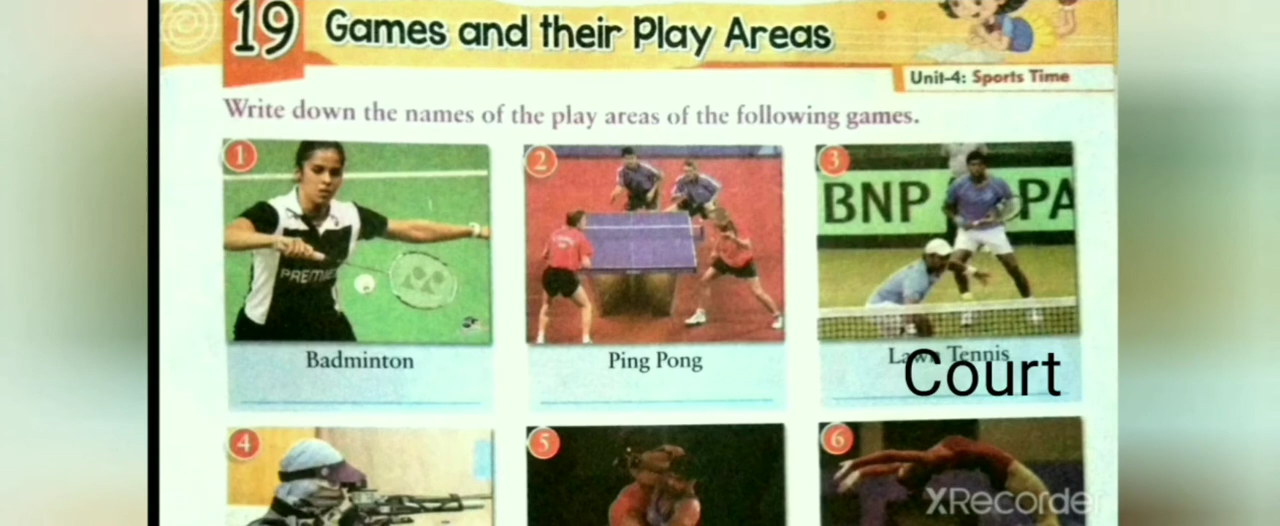 19 Games and their Play Areas
Unit-4: Sports Time
Write down the names of the play areas of the following games.
1 2 3
BNP PA
PREMIE
Badminton Ping Pong Lawn Tennis
Court
4 5 6
XRecorder